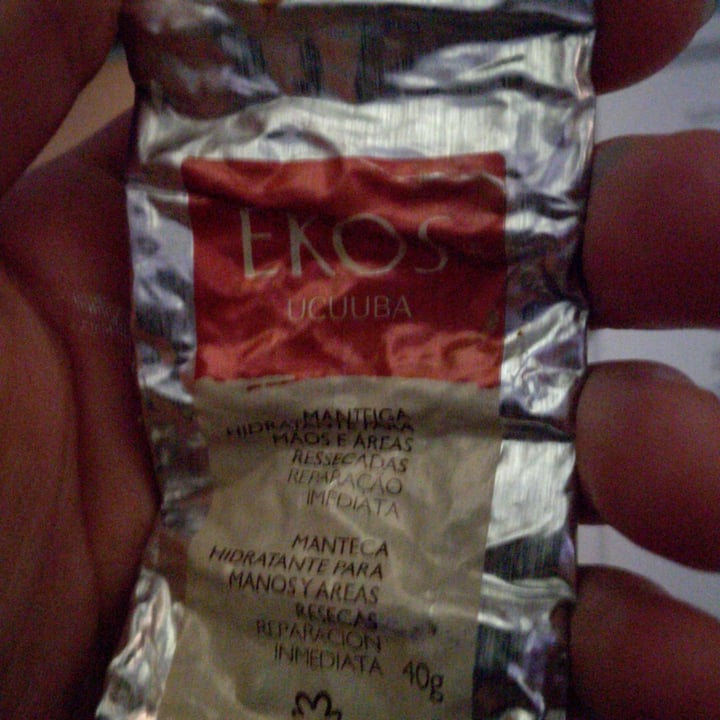 EKOS
UCUUBA
MANTEIGA
HIDRATANTE PARA
MÃOS E ÁREAS
RESSECADAS
REPARAÇÃO
IMEDIATA
MANTECA
HIDRATANTE PARA
MANOS Y ÁREAS
RESECAS
REPARACIÓN
INMEDIATA 40g